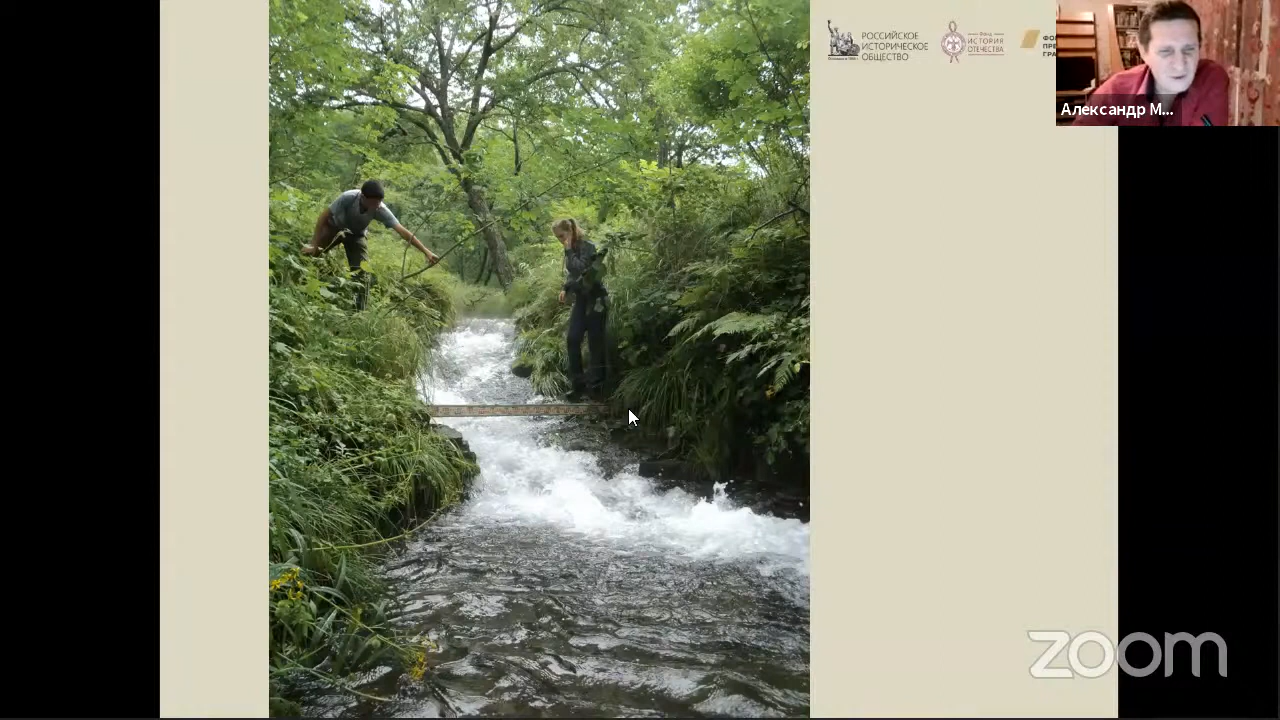 РОССИЙСКОЕ
ИСТОРИЧЕСКОЕ
ОБЩЕСТВО
ФОНД
ИСТОРИЯ
ОТЕЧЕСТВА
Александр М...
zoom